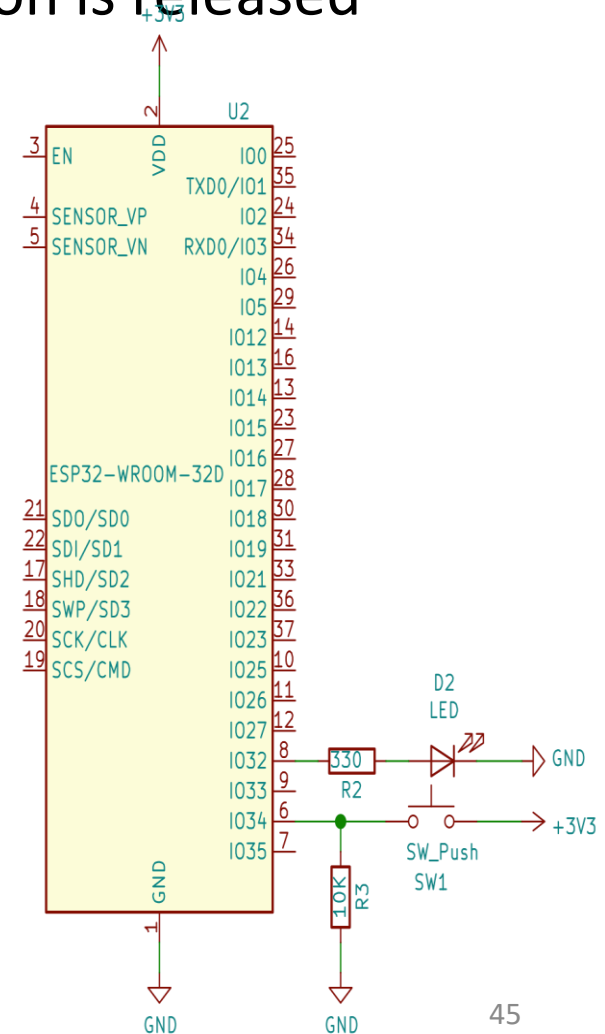 on is released
+3V3
2
U2
3 EN VDD IO0 25
TXD0/IO1 35
4 SENSOR_VP IO2 24
5 SENSOR_VN RXD0/IO3 34
IO4 26
IO5 29
IO12 14
IO13 16
IO14 13
IO15 23
IO16 27
ESP32-WROOM-32D
IO17 28
21 SDO/SD0 IO18 30
22 SDI/SD1 IO19 31
17 SHD/SD2 IO21 33
18 SWP/SD3 IO22 36
20 SCK/CLK IO23 37
19 SCS/CMD IO25 10
D2
IO26 11
LED
IO27 12
IO32 8 330 GND
R2
IO33 9
IO34 6 +3V3
IO35 7 SW_Push
SW1
GND 10K R3
1
45
GND GND